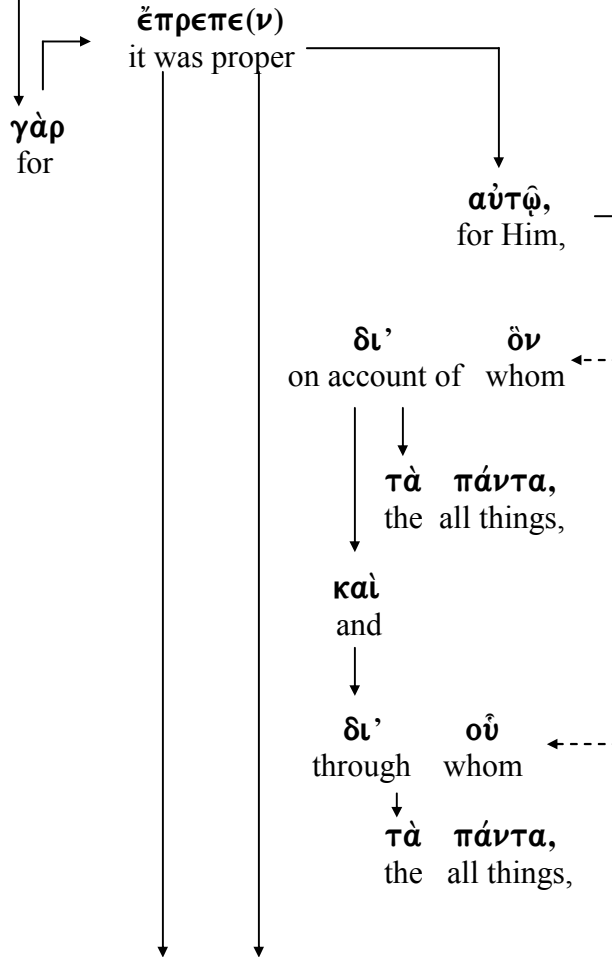 ἔπρεπε(ν)
it was proper
γὰρ
for
αὐτῷ,
for Him,
δι’ ὃν
on account of whom
τὰ πάντα,
the all things,
καὶ
and
δι’ οὗ
through whom
τὰ πάντα,
the all things,